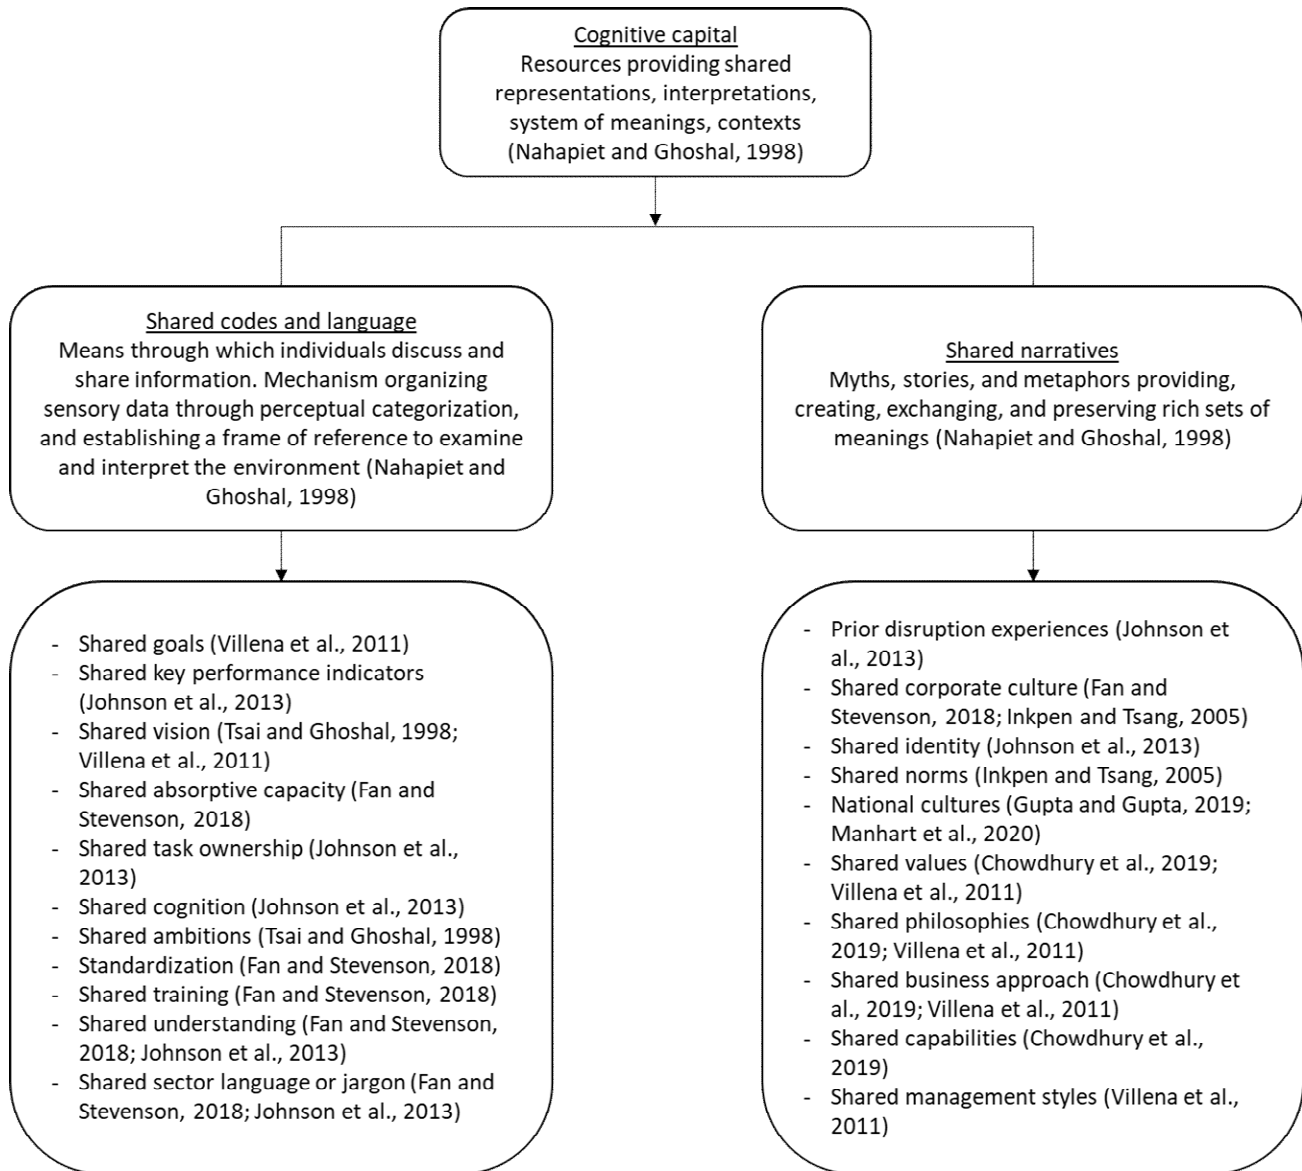 Cognitive capital
Resources providing shared
representations, interpretations,
system of meanings, contexts
(Nahapiet and Ghoshal, 1998)
Shared codes and language
Means through which individuals discuss and
share information. Mechanism organizing
sensory data through perceptual categorization,
and establishing a frame of reference to examine
and interpret the environment (Nahapiet and
Ghoshal, 1998)
Shared narratives
Myths, stories, and metaphors providing,
creating, exchanging, and preserving rich sets of
meanings (Nahapiet and Ghoshal, 1998)
- Shared goals (Villena et al., 2011)
- Shared key performance indicators
(Johnson et al., 2013)
- Shared vision (Tsai and Ghoshal, 1998;
Villena et al., 2011)
- Shared absorptive capacity (Fan and
Stevenson, 2018)
- Shared task ownership (Johnson et al.,
2013)
- Shared cognition (Johnson et al., 2013)
- Shared ambitions (Tsai and Ghoshal, 1998)
- Standardization (Fan and Stevenson, 2018)
- Shared training (Fan and Stevenson, 2018)
- Shared understanding (Fan and Stevenson,
2018; Johnson et al., 2013)
- Shared sector language or jargon (Fan and
Stevenson, 2018; Johnson et al., 2013)
- Prior disruption experiences (Johnson et
al., 2013)
- Shared corporate culture (Fan and
Stevenson, 2018; Inkpen and Tsang, 2005)
- Shared identity (Johnson et al., 2013)
- Shared norms (Inkpen and Tsang, 2005)
- National cultures (Gupta and Gupta, 2019;
Manhart et al., 2020)
- Shared values (Chowdhury et al., 2019;
Villena et al., 2011)
- Shared philosophies (Chowdhury et al.,
2019; Villena et al., 2011)
- Shared business approach (Chowdhury et
al., 2019; Villena et al., 2011)
- Shared capabilities (Chowdhury et al.,
2019)
- Shared management styles (Villena et al.,
2011)